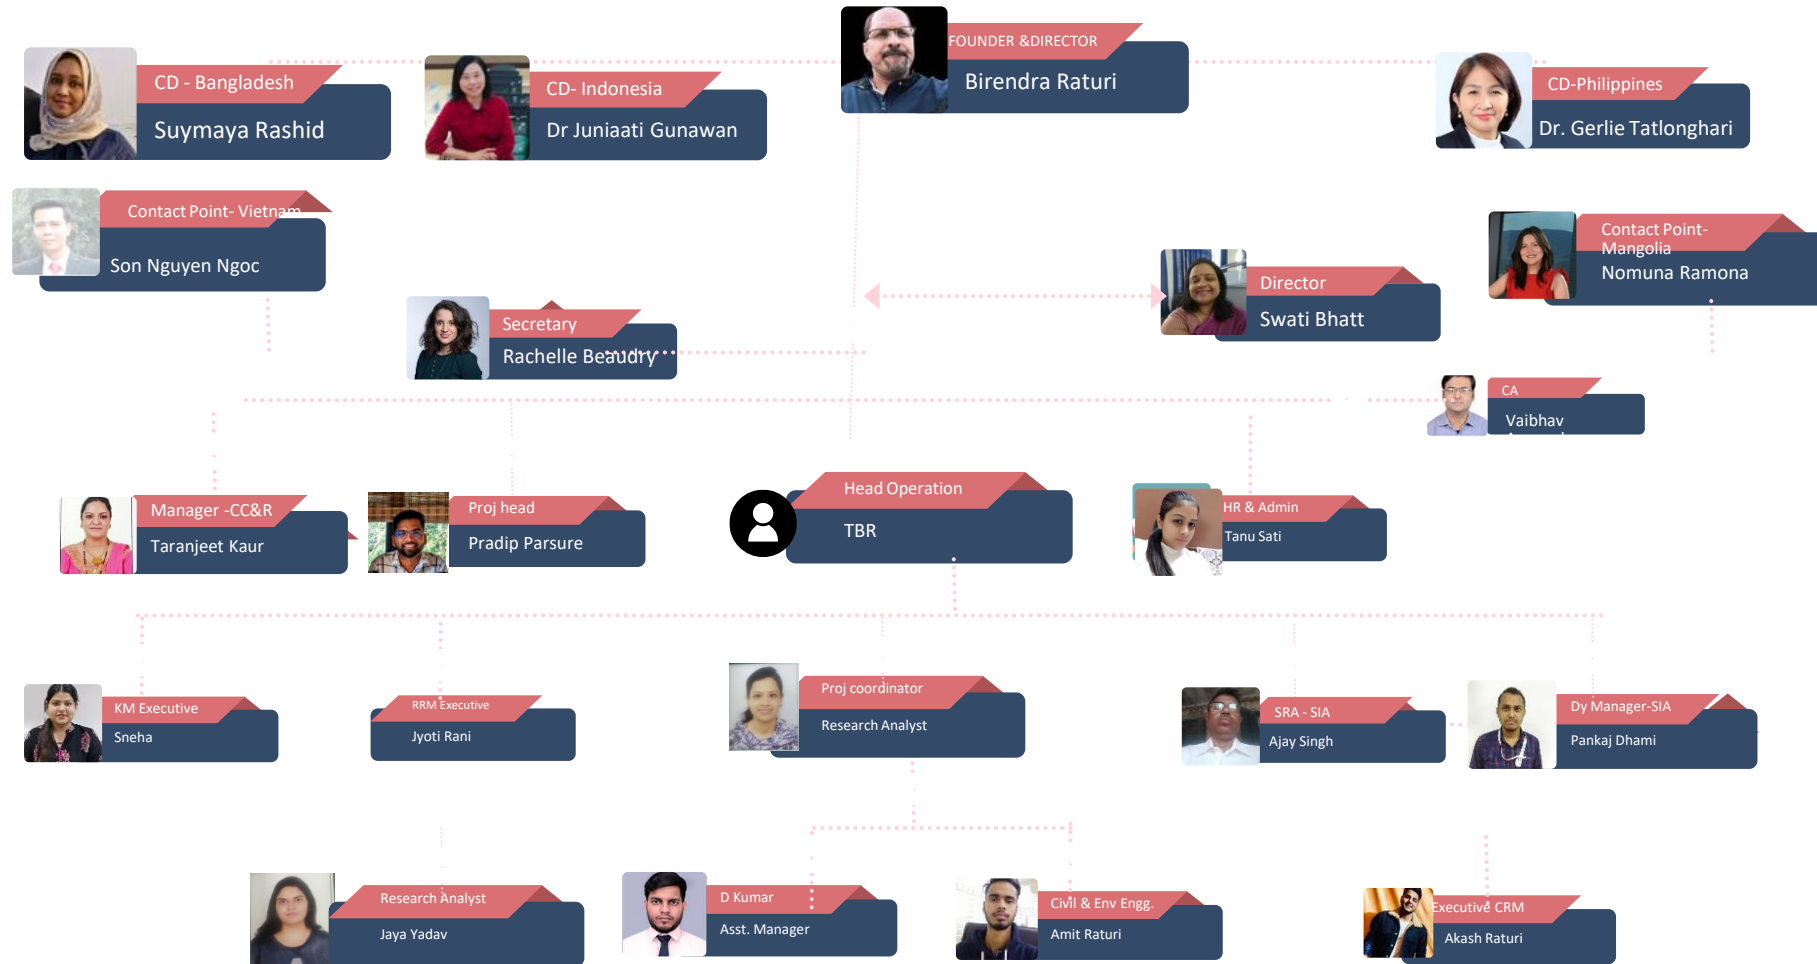 FOUNDER &DIRECTOR
Birendra Raturi
CD - Bangladesh
Suymaya Rashid
CD- Indonesia
Dr Juniaati Gunawan
CD-Philippines
Dr. Gerlie Tatlonghari
Contact Point- Vietnam
Son Nguyen Ngoc
Contact Point-
Mangolia
Nomuna Ramona
Director
Swati Bhatt
Secretary
Rachelle Beaudry
CA
Vaibhav
Manager -CC&R
Taranjeet Kaur
Proj head
Pradip Parsure
Head Operation
TBR
HR & Admin
Tanu Sati
KM Executive
Sneha
RRM Executive
Jyoti Rani
Proj coordinator
Research Analyst
SRA - SIA
Ajay Singh
Dy Manager-SIA
Pankaj Dhami
Research Analyst
Jaya Yadav
D Kumar
Asst. Manager
Civil & Env Engg.
Amit Raturi
Executive CRM
Akash Raturi